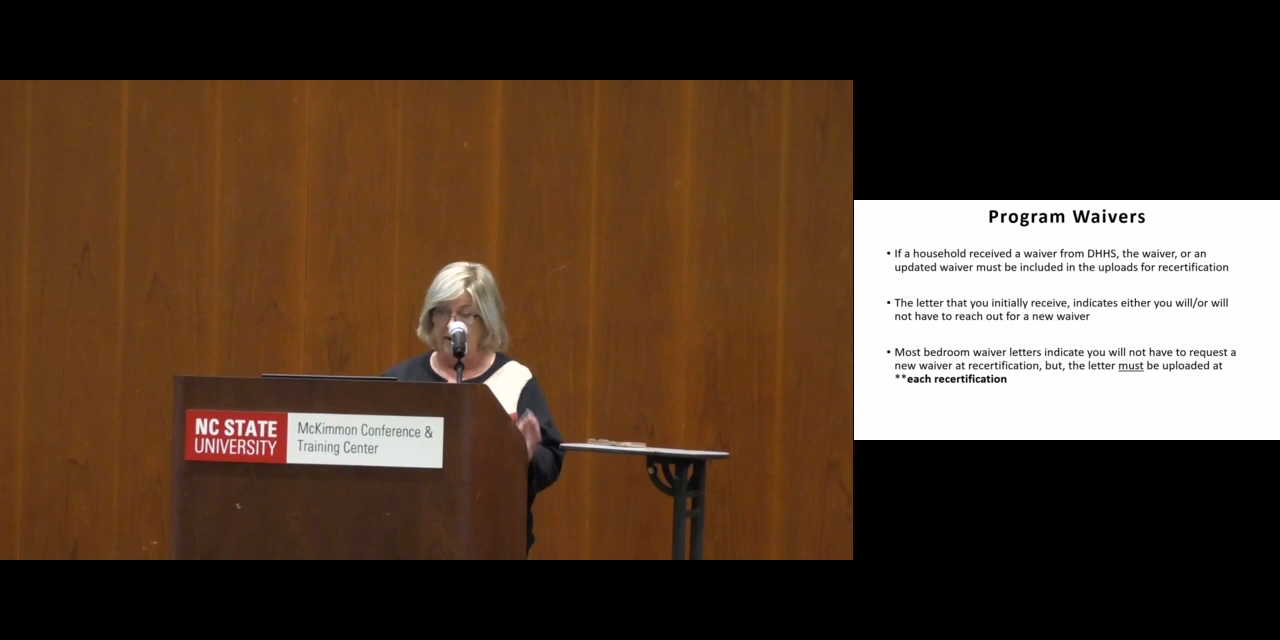 NC STATE
UNIVERSITY
McKimmon Conference &
Training Center
Program Waivers
• If a household received a waiver from DHHS, the waiver, or an
updated waiver must be included in the uploads for recertification
• The letter that you initially receive, indicates either you will/or will
not have to reach out for a new waiver
• Most bedroom waiver letters indicate you will not have to request a
new waiver at recertification, but, the letter must be uploaded at
**each recertification